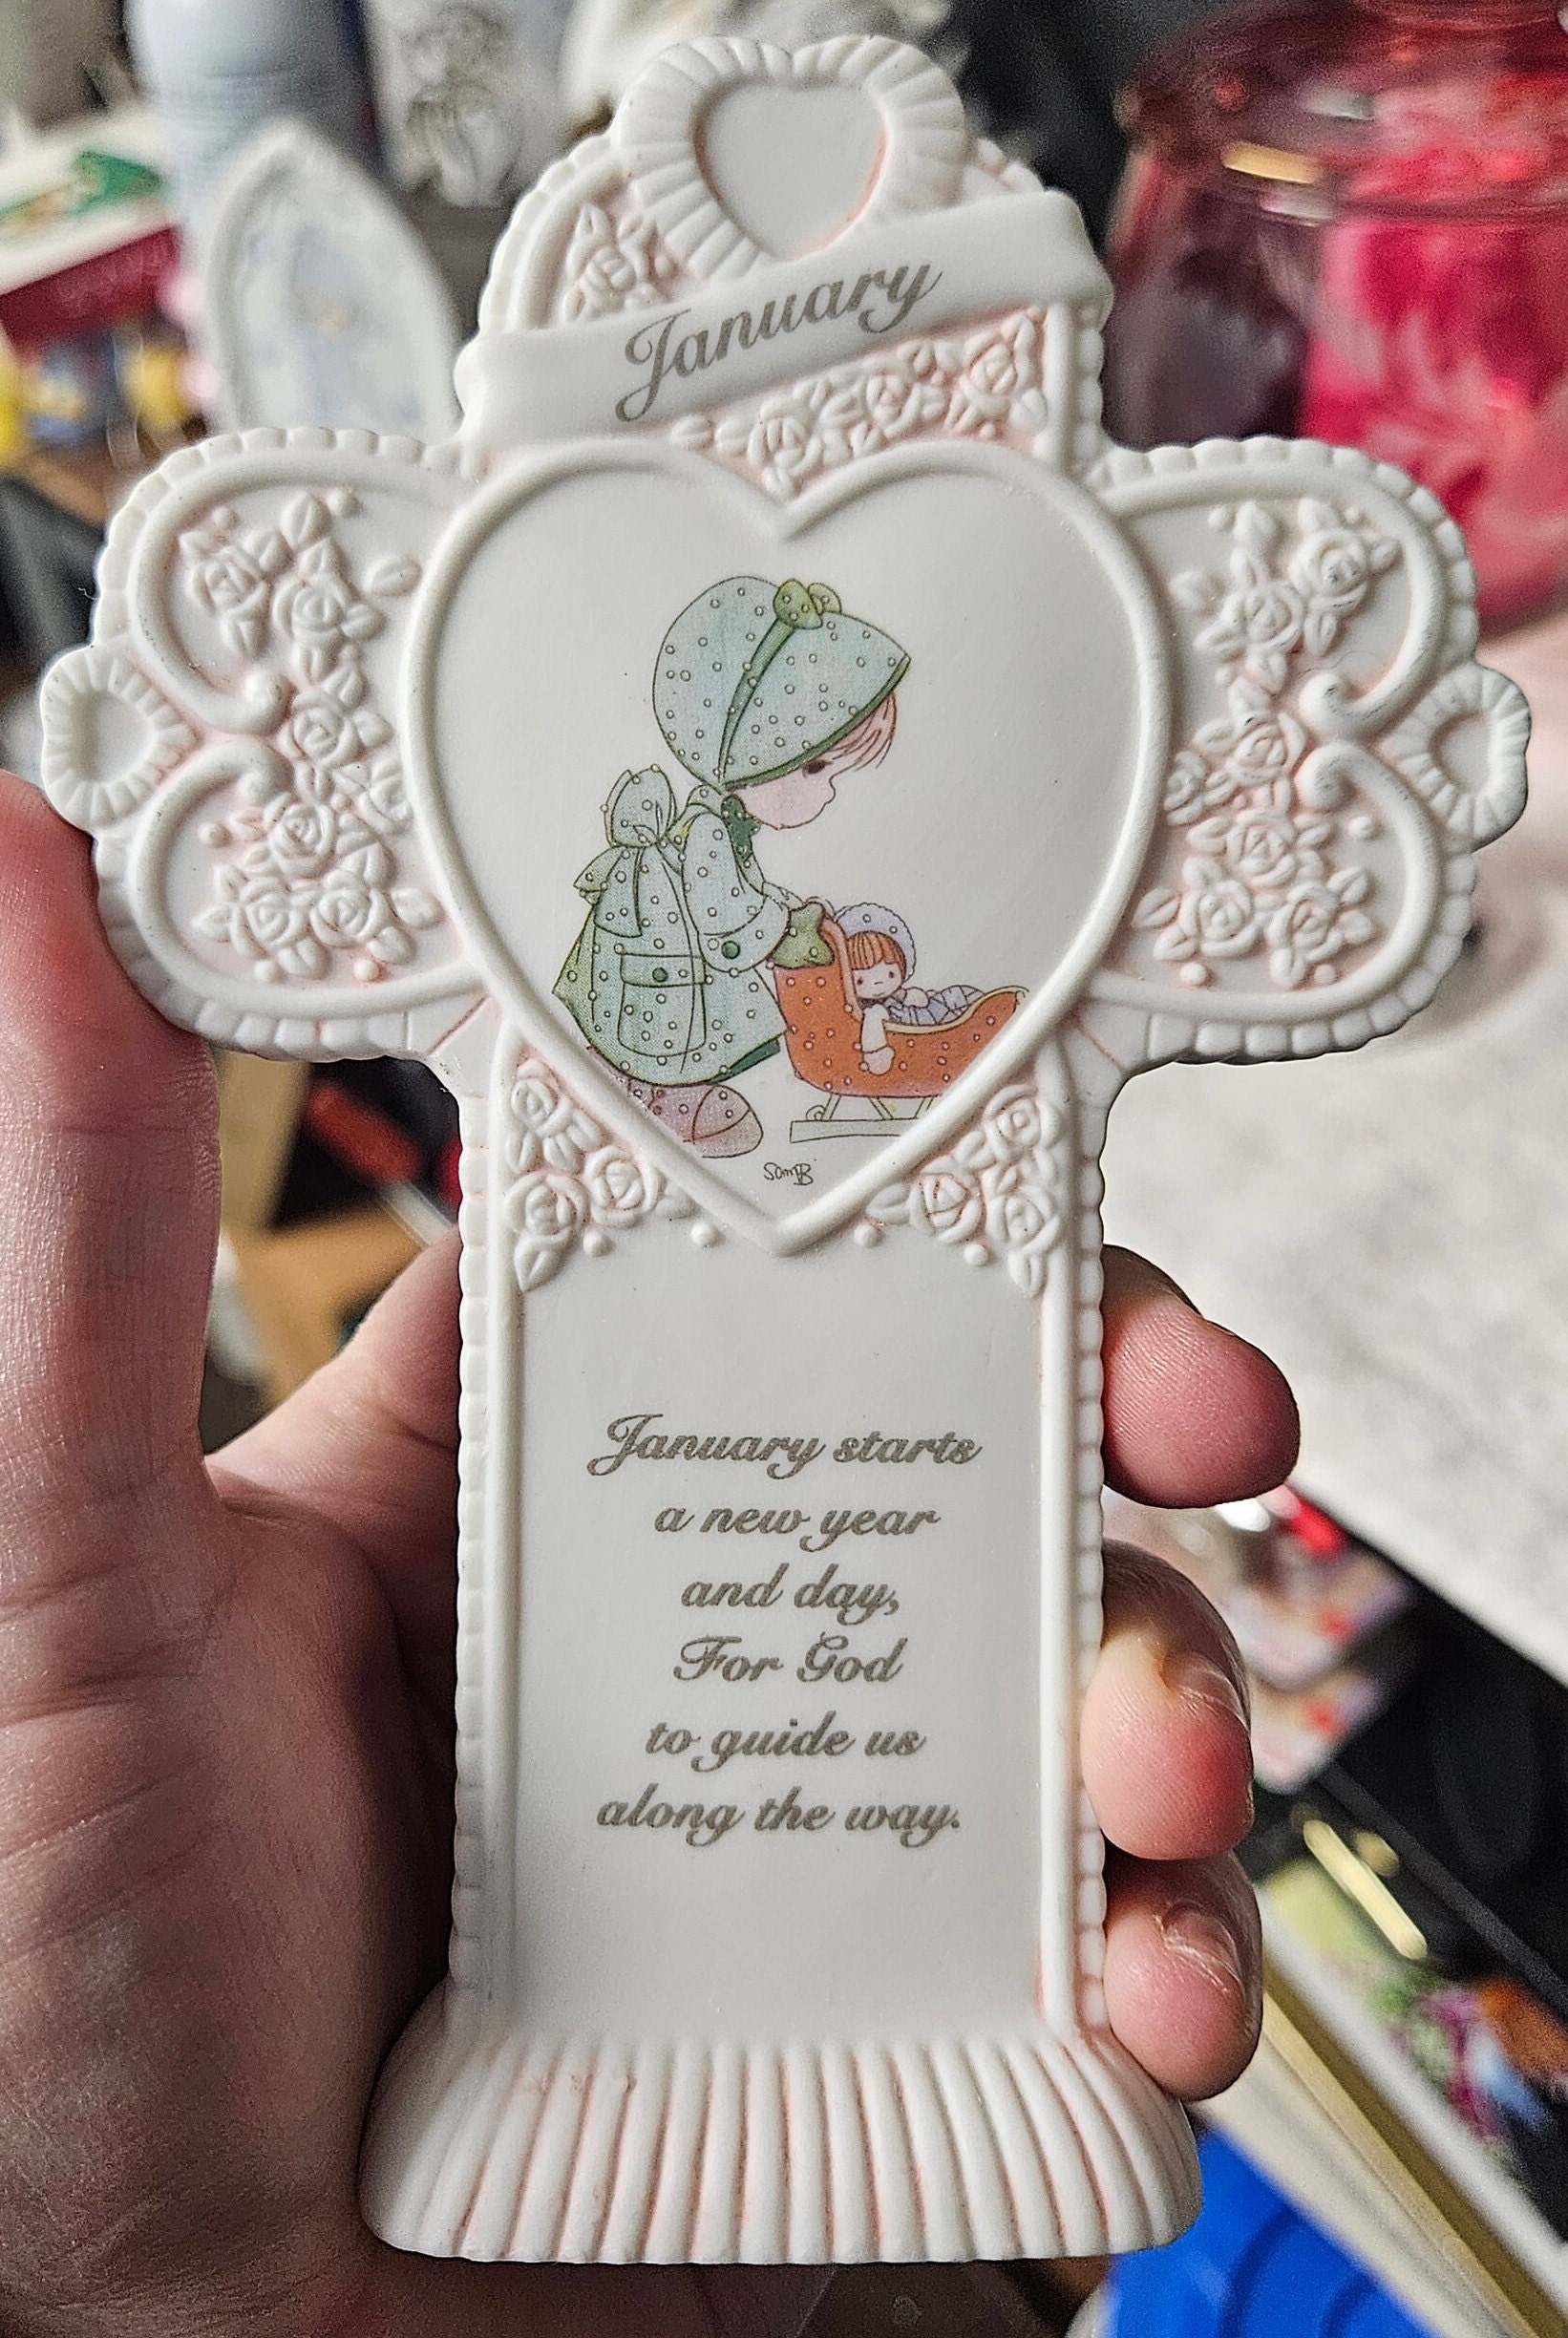 January
SamB
January starts
a new year
and day,
For God
to guide us
along the way.